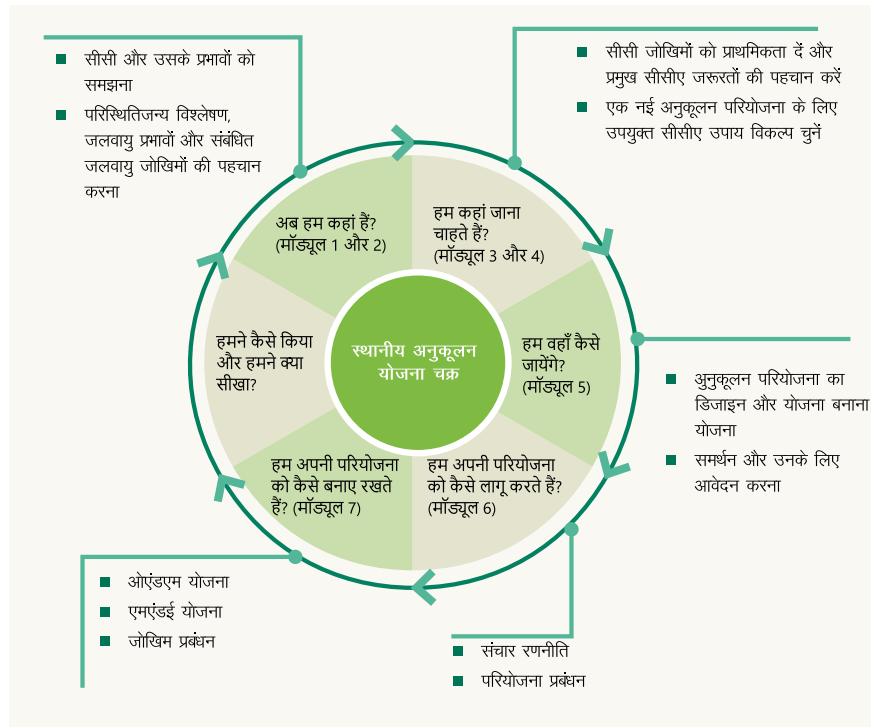 सीसी और उसके प्रभावों को
समझना
परिस्थितिजन्य विश्लेषण,
जलवायु प्रभावों और संबंधित
जलवायु जोखिमों की पहचान
करना
सीसी जोखिमों को प्राथमिकता दें और
प्रमुख सीसीए जरूरतों की पहचान करें
एक नई अनुकूलन परियोजना के लिए
उपयुक्त सीसीए उपाय विकल्प चुनें
अब हम कहां हैं?
(मॉड्यूल 1 और 2)
हम कहां जाना
चाहते हैं?
(मॉड्यूल 3 और 4)
हमने कैसे किया
और हमने क्या
सीखा?
स्थानीय अनुकूलन
योजना चक्र
हम वहाँ कैसे
जायेंगे?
(मॉड्यूल 5)
अुनुकूलन परियोजना का
डिजाइन और योजना बनाना
योजना
समर्थन और उनके लिए
आवेदन करना
हम अपनी परियोजना
को कैसे बनाए रखते
हैं? (मॉड्यूल 7)
हम अपनी परियोजना
को कैसे लागू करते हैं?
(मॉड्यूल 6)
ओएंडएम योजना
एमएंडई योजना
जोखिम प्रबंधन
संचार रणनीति
परियोजना प्रबंधन